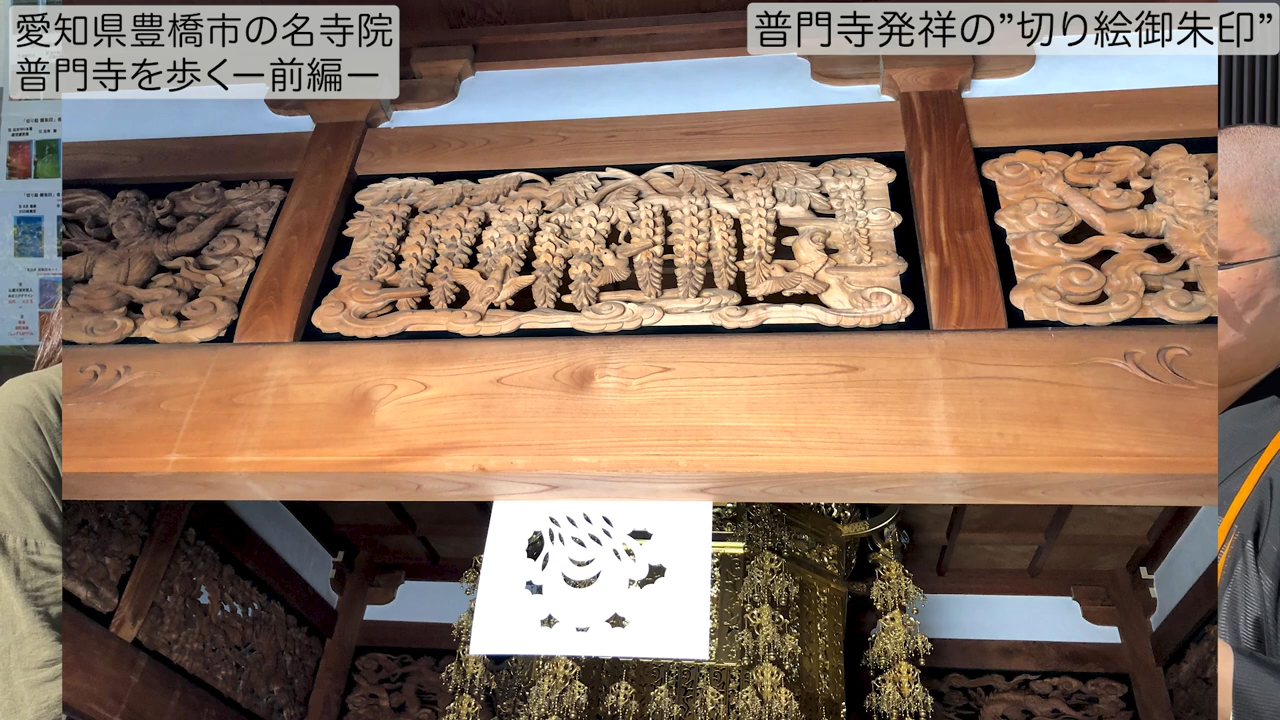 愛知県豊橋市の名寺院
普門寺を歩くー前編ー
普門寺発祥の”切り絵御朱印”